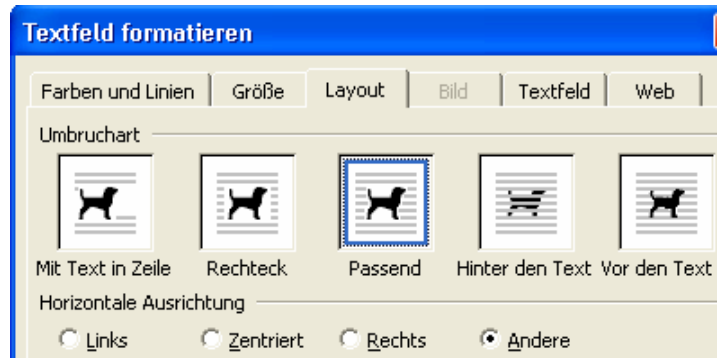 Textfeld formatieren
Farben und Linien Größe Layout Bild Textfeld Web
Umbruchart
Mit Text in Zeile Rechteck Passend Hinter den Text Vor den Text
Horizontale Ausrichtung
Links Zentriert Rechts Andere